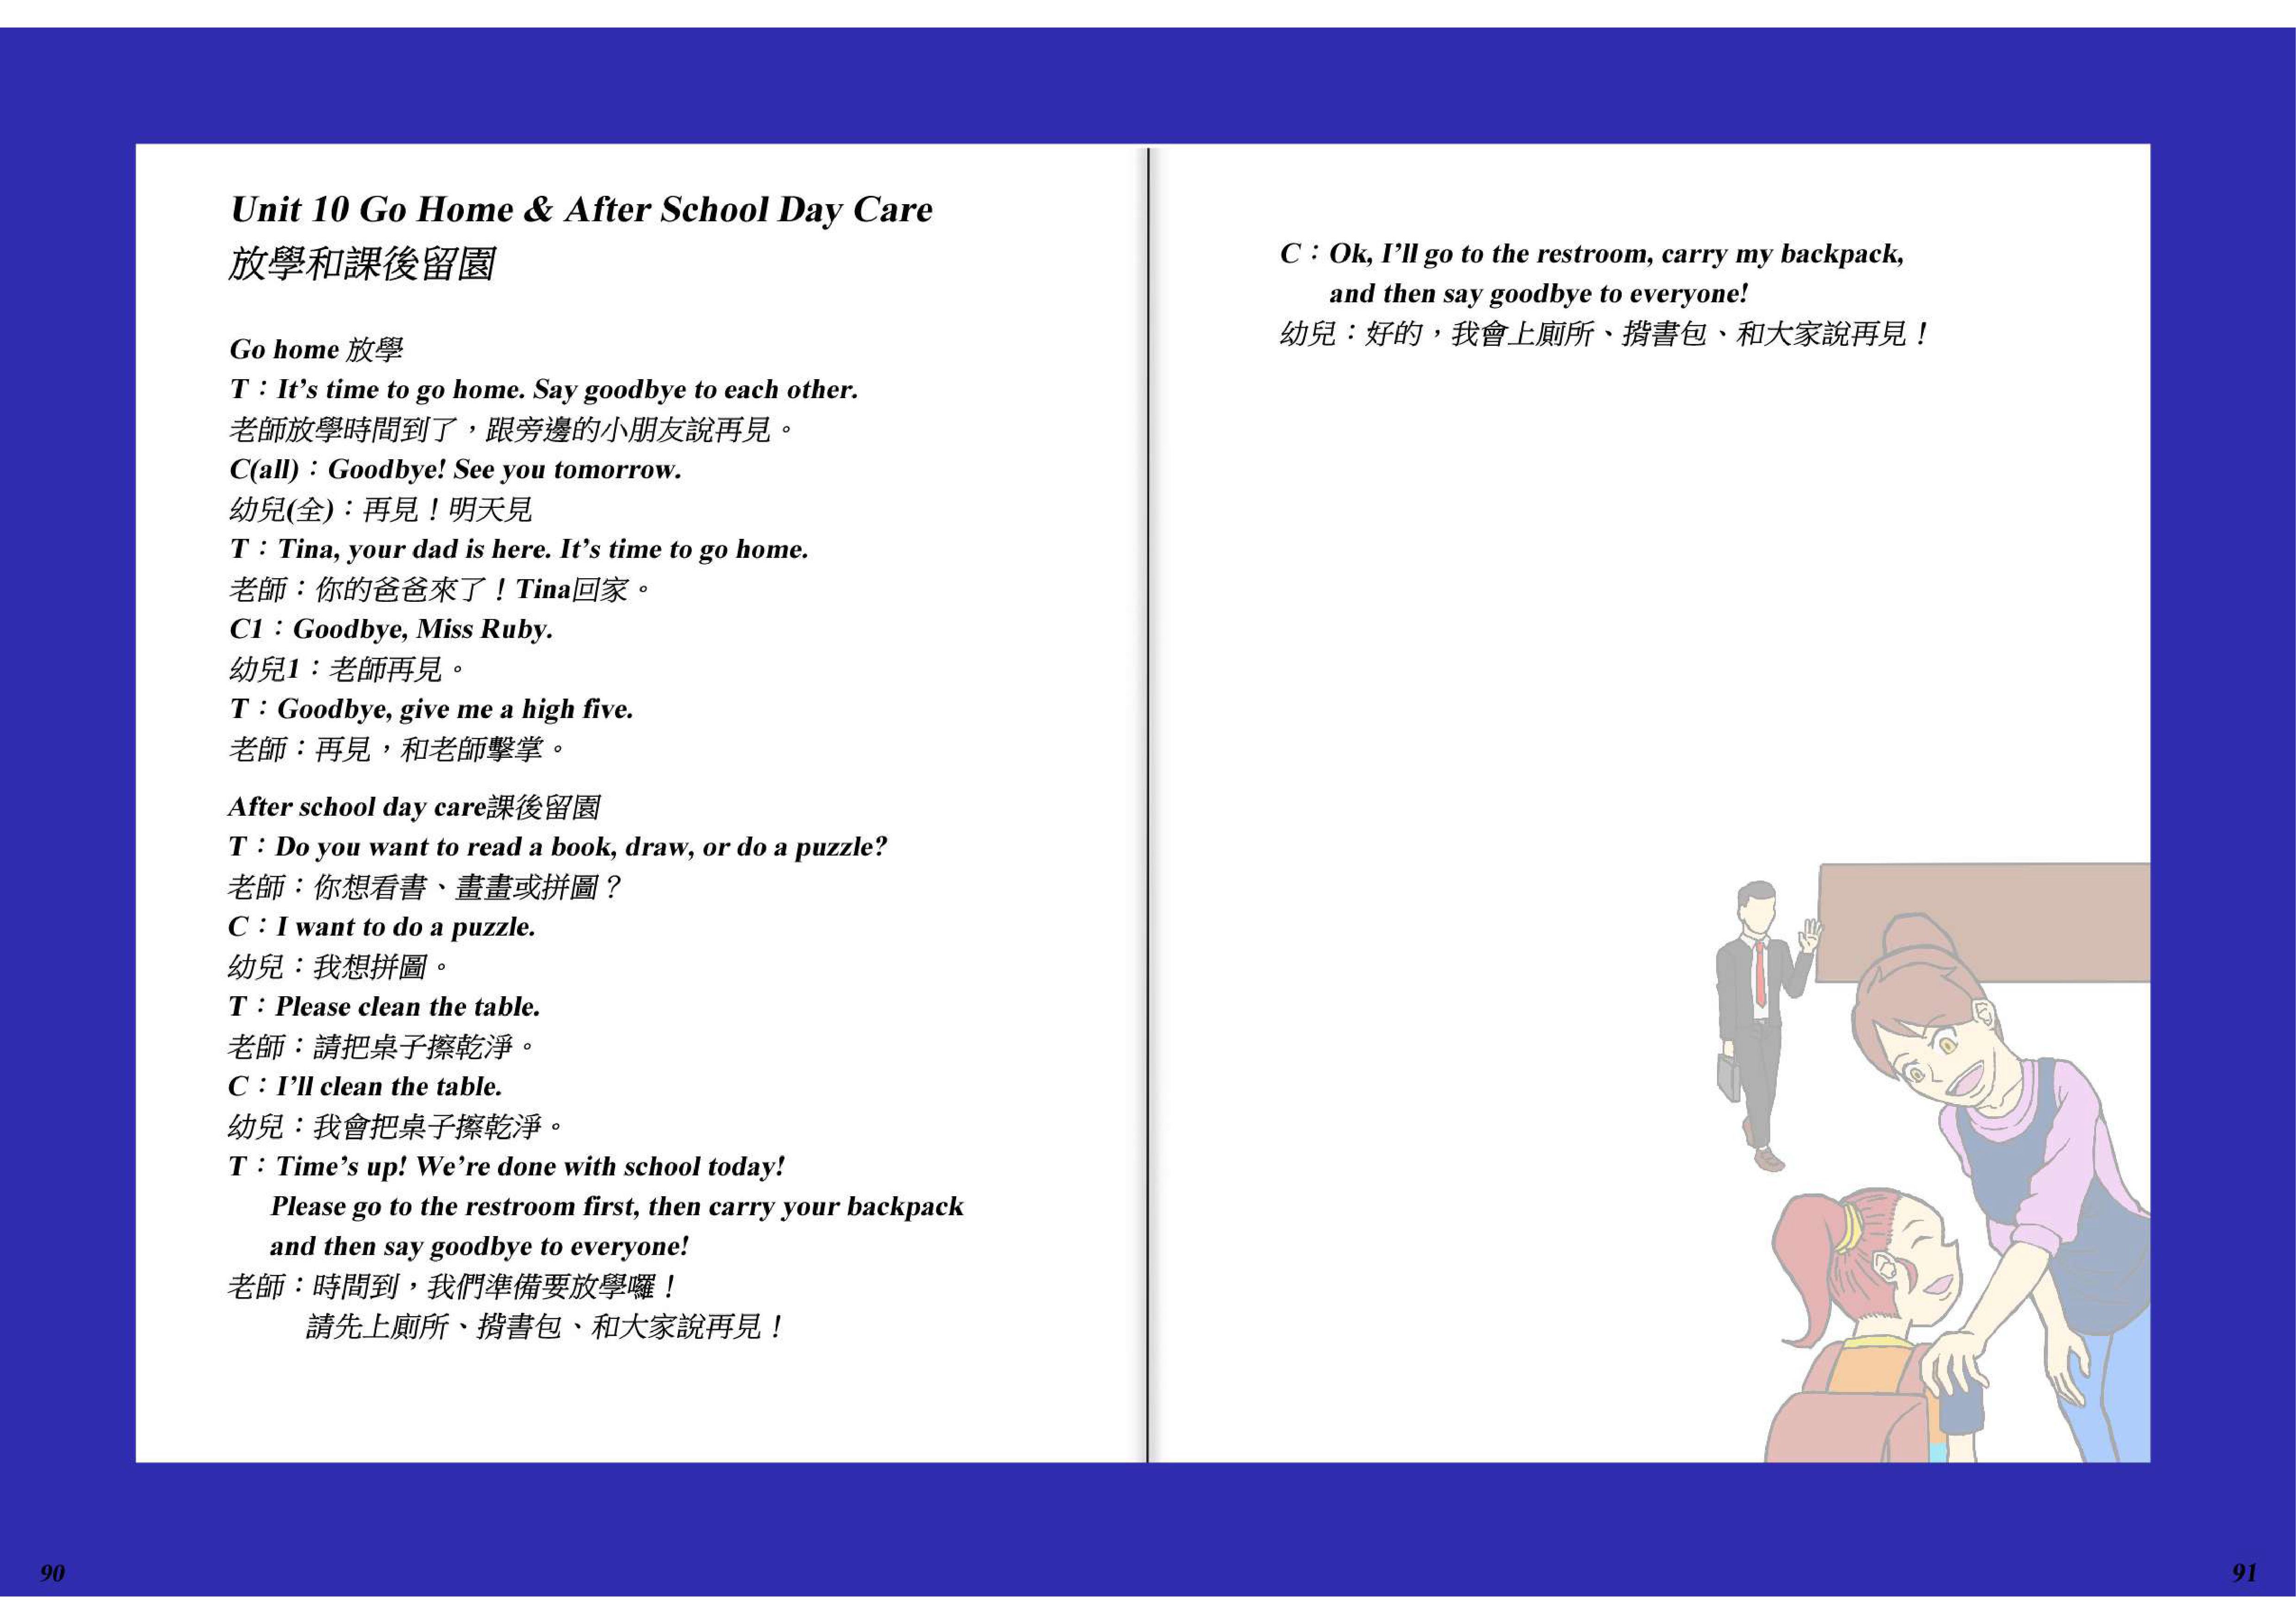 Unit 10 Go Home & After School Day Care
放學和課後留園
Go home 放學
T：It’s time to go home. Say goodbye to each other.
老師放學時間到了，跟旁邊的小朋友說再見。
C(all)：Goodbye! See you tomorrow.
幼兒(全)：再見！明天見
T：Tina, your dad is here. It’s time to go home.
老師：你的爸爸來了！Tina回家。
C1：Goodbye, Miss Ruby.
幼兒1：老師再見。
T：Goodbye, give me a high five.
老師：再見，和老師擊掌。
After school day care課後留園
T：Do you want to read a book, draw, or do a puzzle?
老師：你想看書、畫畫或拼圖？
C：I want to do a puzzle.
幼兒：我想拼圖。
T：Please clean the table.
老師：請把桌子擦乾淨。
C：I’ll clean the table.
幼兒：我會把桌子擦乾淨。
T：Time’s up! We’re done with school today!
Please go to the restroom first, then carry your backpack
and then say goodbye to everyone!
老師：時間到，我們準備要放學囉！
請先上廁所、揹書包、和大家說再見！
C：Ok, I’ll go to the restroom, carry my backpack,
and then say goodbye to everyone!
幼兒：好的，我會上廁所、揹書包、和大家說再見！
90
91